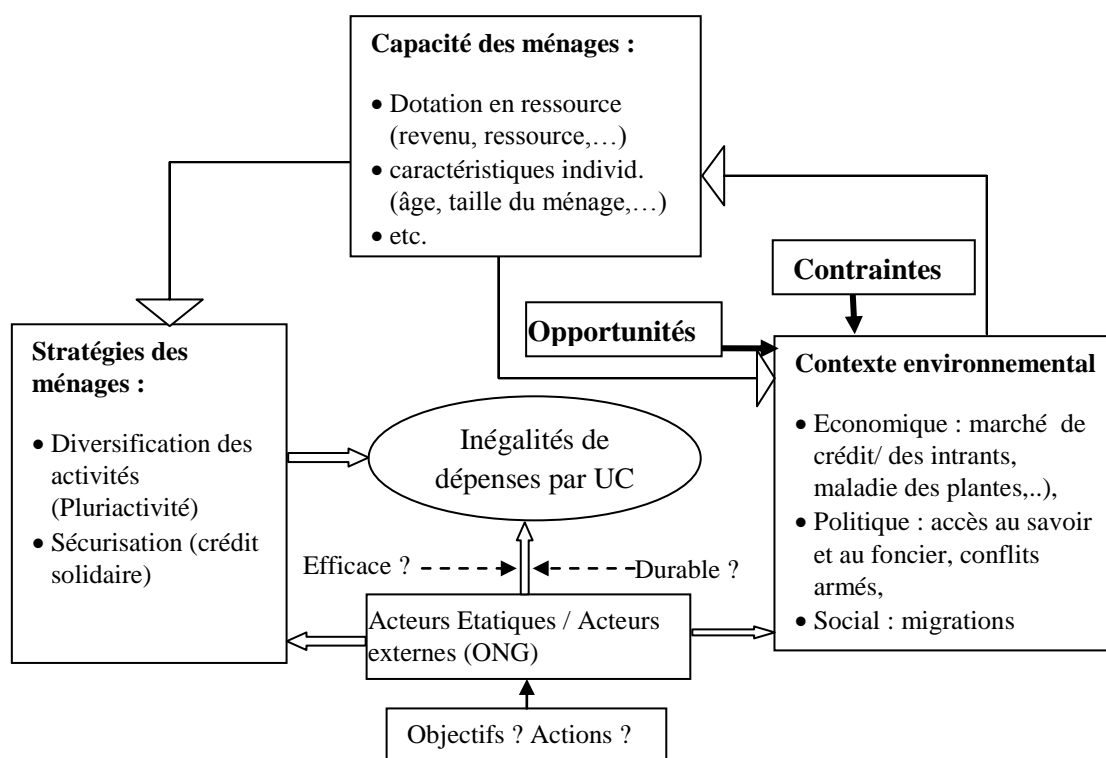 Capacité des ménages :
• Dotation en ressource
(revenu, ressource,…)
• caractéristiques individ.
(âge, taille du ménage,…)
• etc.
Contraintes
Opportunités
Stratégies des
ménages :
• Diversification des
activités
(Pluriactivité)
• Sécurisation (crédit
solidaire)
Inégalités de
dépenses par UC
Contexte environnemental
• Economique : marché de
crédit/ des intrants,
maladie des plantes,..),
• Politique : accès au savoir
et au foncier, conflits
armés,
• Social : migrations
Efficace ?
Durable ?
Acteurs Etatiques / Acteurs
externes (ONG)
Objectifs ? Actions ?